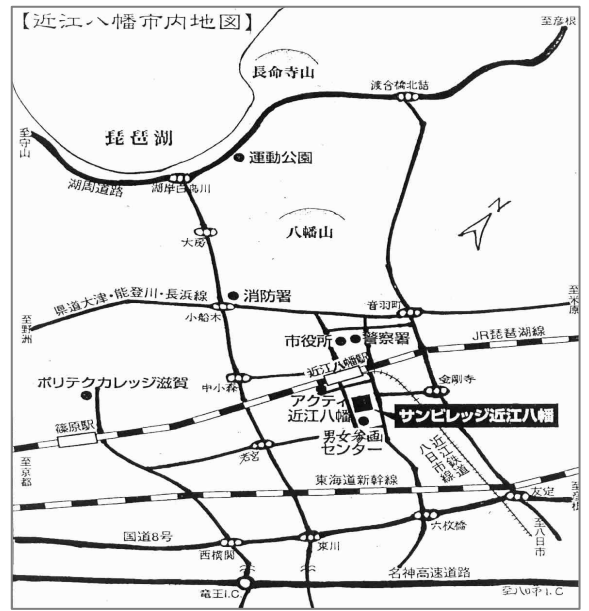 【近江八幡市内地図】
至彦根
長命寺山
渡合橋北詰
琵琶湖
至守山
運動公園
湖周道路
湖岸白鳥川
八幡山
N
大房
県道大津・能登川・長浜線
消防署
至米原
音羽町
小船木
至野洲
市役所
警察署
JR琵琶湖線
近江八幡駅
中小森
金剛寺
ポリテクカレッジ滋賀
アクティ
近江八幡
サンビレッジ近江八幡
篠原駅
男女参画
センター
近江鉄道
八日市線
至京都
東海道新幹線
友定
至彦根
六枚橋
国道8号
西横関
東川
至八日市
名神高速道路
竜王I.C.
至八日市I.C